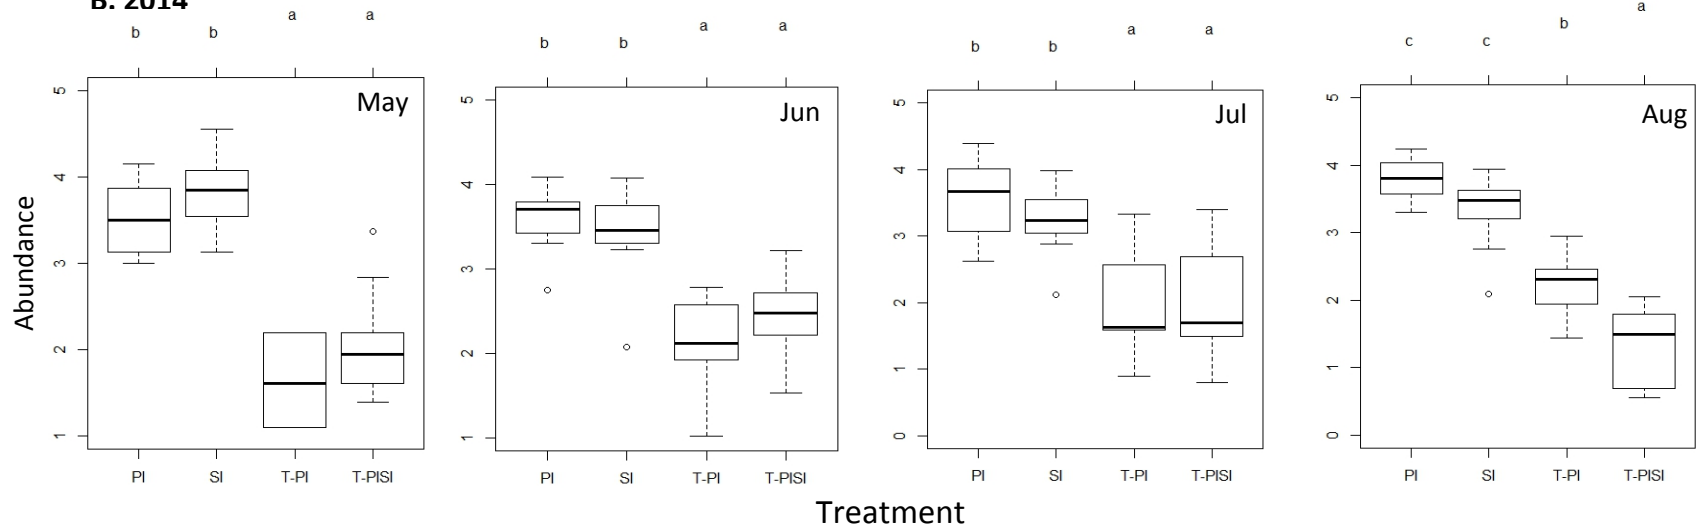 B. 2014
b b a a
b b a a
b b a a
c c b a
May
Jun
Jul
Aug
Abundance
5
4
3
2
1
5
4
3
2
1
5
4
3
2
1
0
5
4
3
2
1
0
PI SI T-PI T-PISI
PI SI T-PI T-PISI
PI SI T-PI T-PISI
PI SI T-PI T-PISI
Treatment